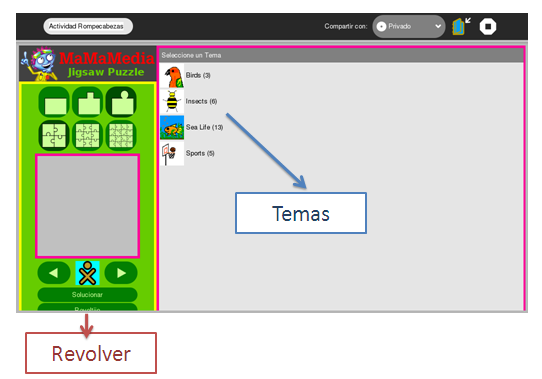 Actividad Rompecabezas
Compartir con:
Privado
MaMaMedia
Jigsaw Puzzle
Seleccione un Tema
Birds (3)
Insects (6)
Sea Life (13)
Sports (5)
Temas
Solucionar
Revolver